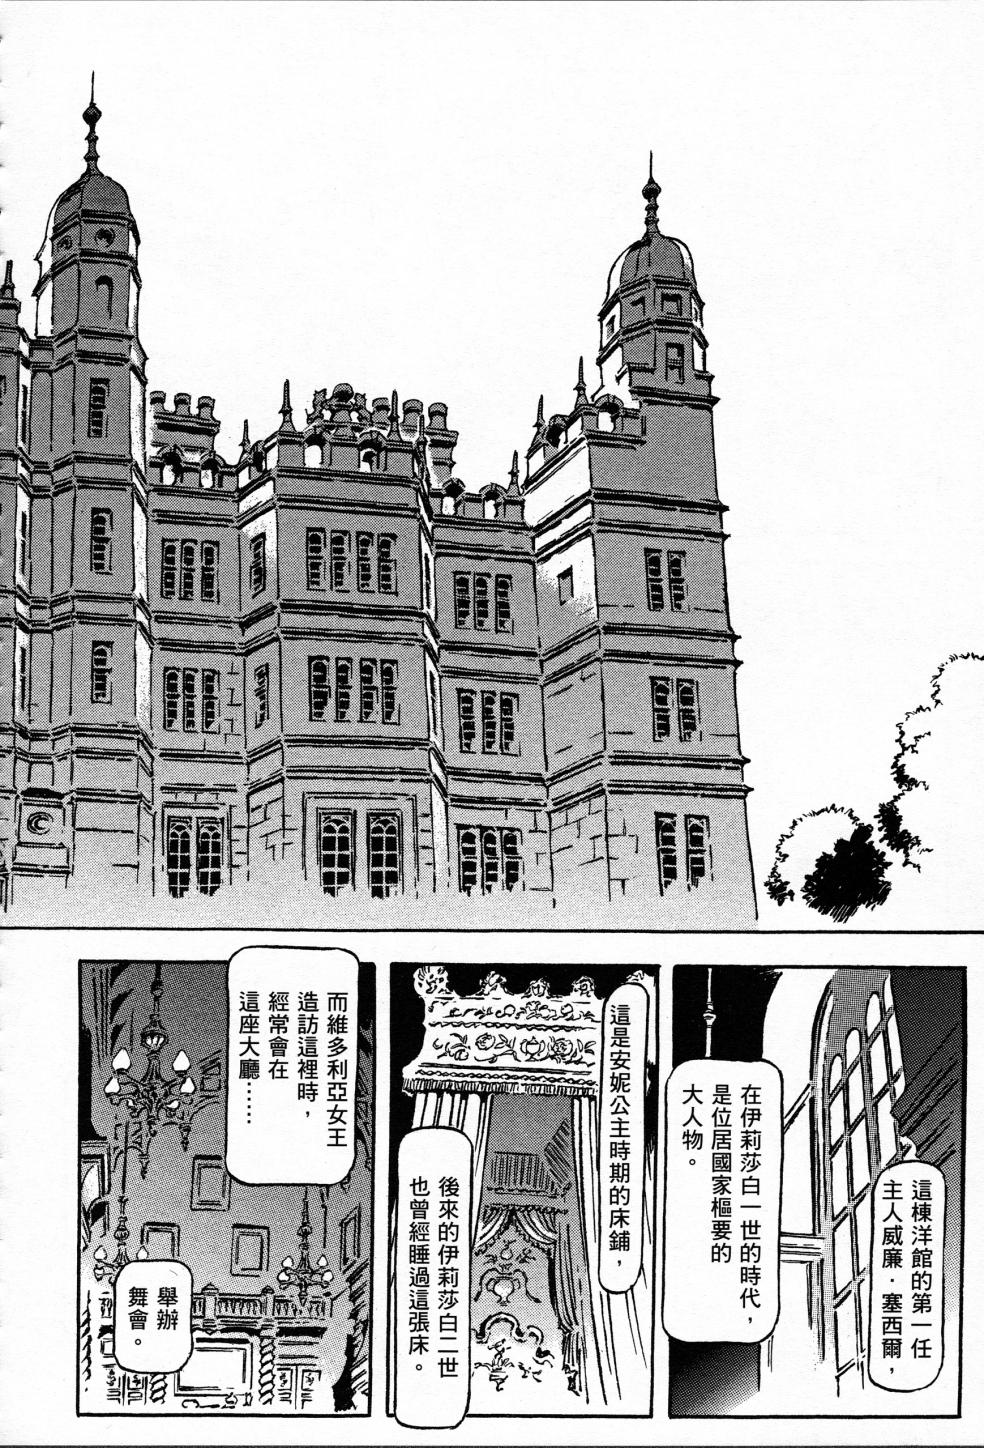 這棟洋館的第一任
主人威廉·塞西爾，
在伊莉莎白一世的時代，
是位居國家樞要的
大人物。
這是安妮公主時期的床鋪，
後來的伊莉莎白二世
也曾經睡過這張床。
而維多利亞女王
造訪這裡時，
經常會在
這座大廳……
舉辦
舞會。